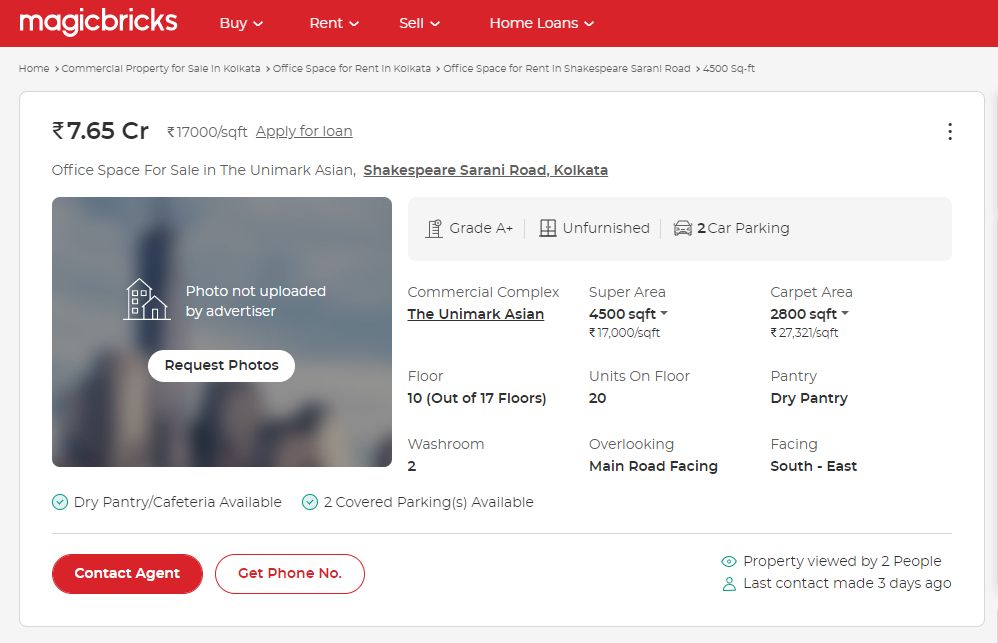 magicbricks
Buy Rent Sell Home Loans
Home > Commercial Property for Sale in Kolkata > Office Space for Rent in Kolkata > Office Space for Rent in Shakespeare Sarani Road > 4500 Sq-ft
₹7.65 Cr ₹17000/sqft Apply for loan
Office Space For Sale in The Unimark Asian, Shakespeare Sarani Road, Kolkata
Photo not uploaded
by advertiser
Request Photos
Grade A+ Unfurnished 2 Car Parking
Commercial Complex Super Area Carpet Area
The Unimark Asian 4500 sqft 2800 sqft
₹17,000/sqft ₹27,321/sqft
Floor Units On Floor Pantry
10 (Out of 17 Floors) 20 Dry Pantry
Washroom Overlooking Facing
2 Main Road Facing South - East
Dry Pantry/Cafeteria Available 2 Covered Parking(s) Available
Contact Agent Get Phone No.
Property viewed by 2 People
Last contact made 3 days ago